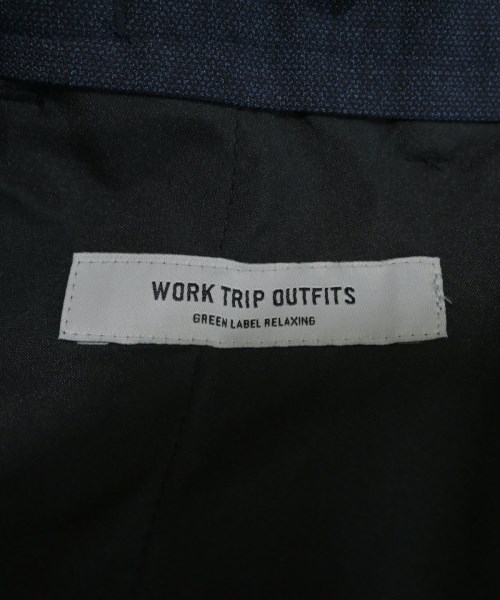 WORK TRIP OUTFITS
GREEN LABEL RELAXING